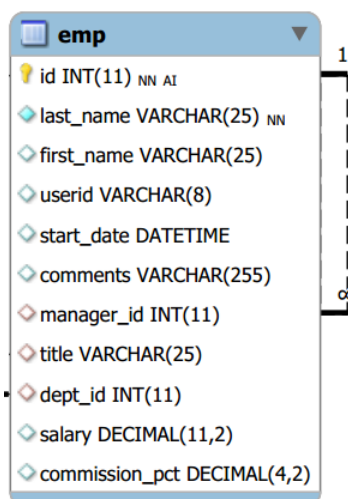 emp
1
id INT(11) NN AI
last_name VARCHAR(25) NN
first_name VARCHAR(25)
userid VARCHAR(8)
start_date DATETIME
comments VARCHAR(255)
manager_id INT(11)
title VARCHAR(25)
dept_id INT(11)
salary DECIMAL(11,2)
commission_pct DECIMAL(4,2)